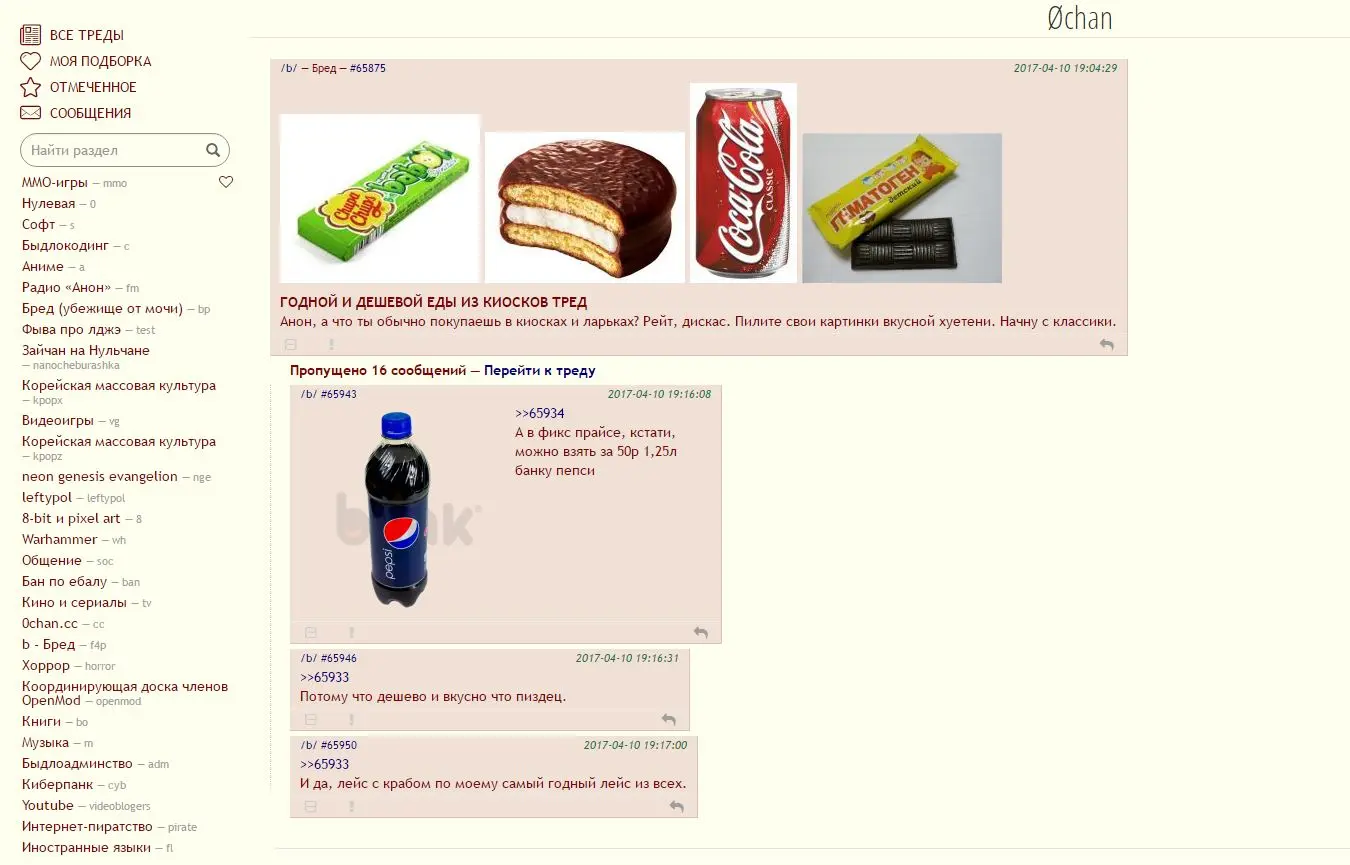 Øchan
ВСЕ ТРЕДЫ
МОЯ ПОДБОРКА
ОТМЕЧЕННОЕ
СООБЩЕНИЯ
Найти раздел
MMO-игры — mmo
Нулевая — 0
Софт — s
Быдлокодинг — c
Аниме — a
Радио «Анон» — fm
Бред (убежище от мочи) — bp
Фыва про лджэ — test
Зайчан на Нульчане
— nanocheburashka
Корейская массовая культура
— kpopx
Видеоигры — vg
Корейская массовая культура
— kpopz
neon genesis evangelion — nge
leftypol — leftypol
8-bit и pixel art — 8
Warhammer — wh
Общение — soc
Бан по ебалу — ban
Кино и сериалы — tv
0chan.cc — cc
b - Бред — f4p
Хоррор — horror
Координирующая доска членов
OpenMod — openmod
Книги — bo
Музыка — m
Быдлоадминство — adm
Киберпанк — cyb
Youtube — videoblogers
Интернет-пиратство — pirate
Иностранные языки — fl
/b/ — Бред — #65875 2017-04-10 19:04:29
Chupa Chups
Coca-Cola
CLASSIC
ГЕМАТОГЕН
детский
ГОДНОЙ И ДЕШЕВОЙ ЕДЫ ИЗ КИОСКОВ ТРЕД
Анон, а что ты обычно покупаешь в киосках и ларьках? Рейт, дискас. Пилите свои картинки вкусной хуетени. Начну с классики.
Пропущено 16 сообщений — Перейти к треду
/b/ #65943 2017-04-10 19:16:08
pepsi
>>65934
А в фикс прайсе, кстати,
можно взять за 50р 1,25л
банку пепси
/b/ #65946 2017-04-10 19:16:31
>>65933
Потому что дешево и вкусно что пиздец.
/b/ #65950 2017-04-10 19:17:00
>>65933
И да, лейс с крабом по моему самый годный лейс из всех.